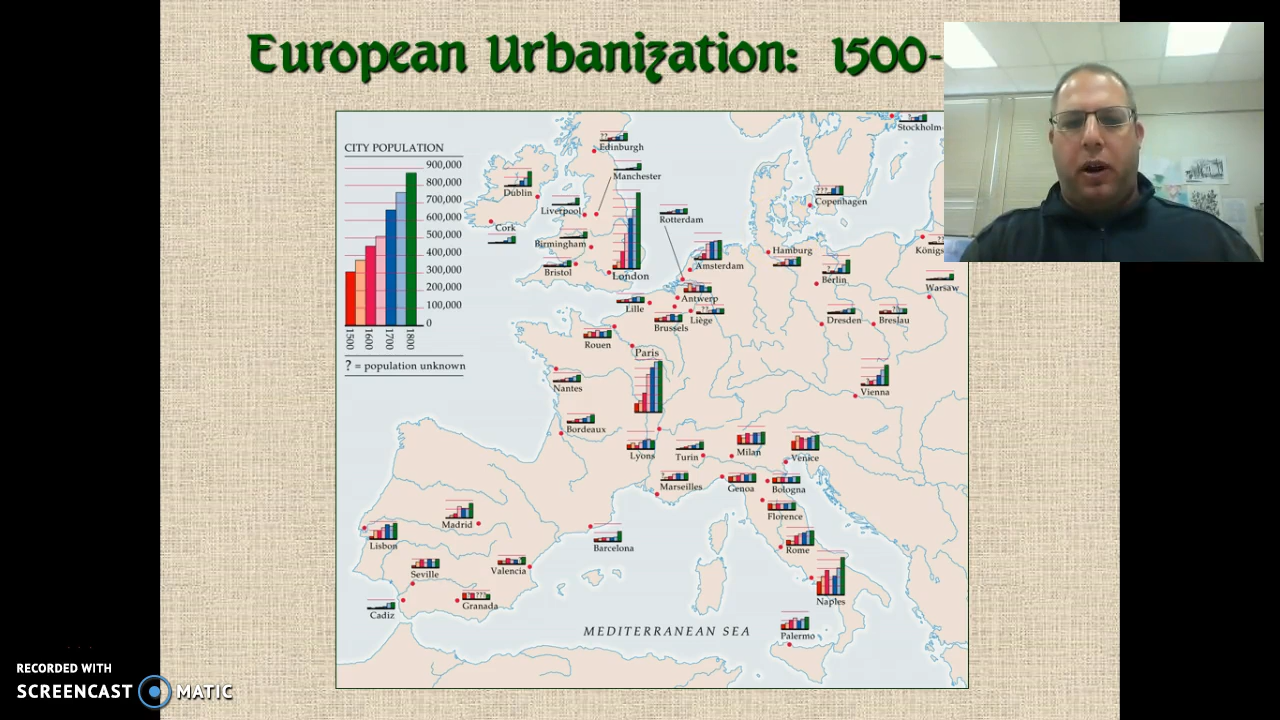 European Urbanization: 1500-
CITY POPULATION
900,000
800,000
700,000
600,000
500,000
400,000
300,000
200,000
100,000
0
1500
1600
1700
1800
? = population unknown
Stockholm
??
Edinburgh
Manchester
Dublin
Liverpool
Rotterdam
???
Copenhagen
Cork
Birmingham
Bristol
London
Amsterdam
Hamburg
??
Königs
Berlin
Warsaw
Lille
Antwerp
Brussels
??
Liège
Dresden
??
Breslau
Rouen
Paris
Nantes
Vienna
Bordeaux
Lyons
Turin
Milan
Venice
?
Marseilles
Genoa
Bologna
Florence
Madrid
Lisbon
Barcelona
Rome
Seville
Valencia
Naples
???
Granada
Cadiz
MEDITERRANEAN SEA
Palermo
RECORDED WITH
SCREENCAST MATIC